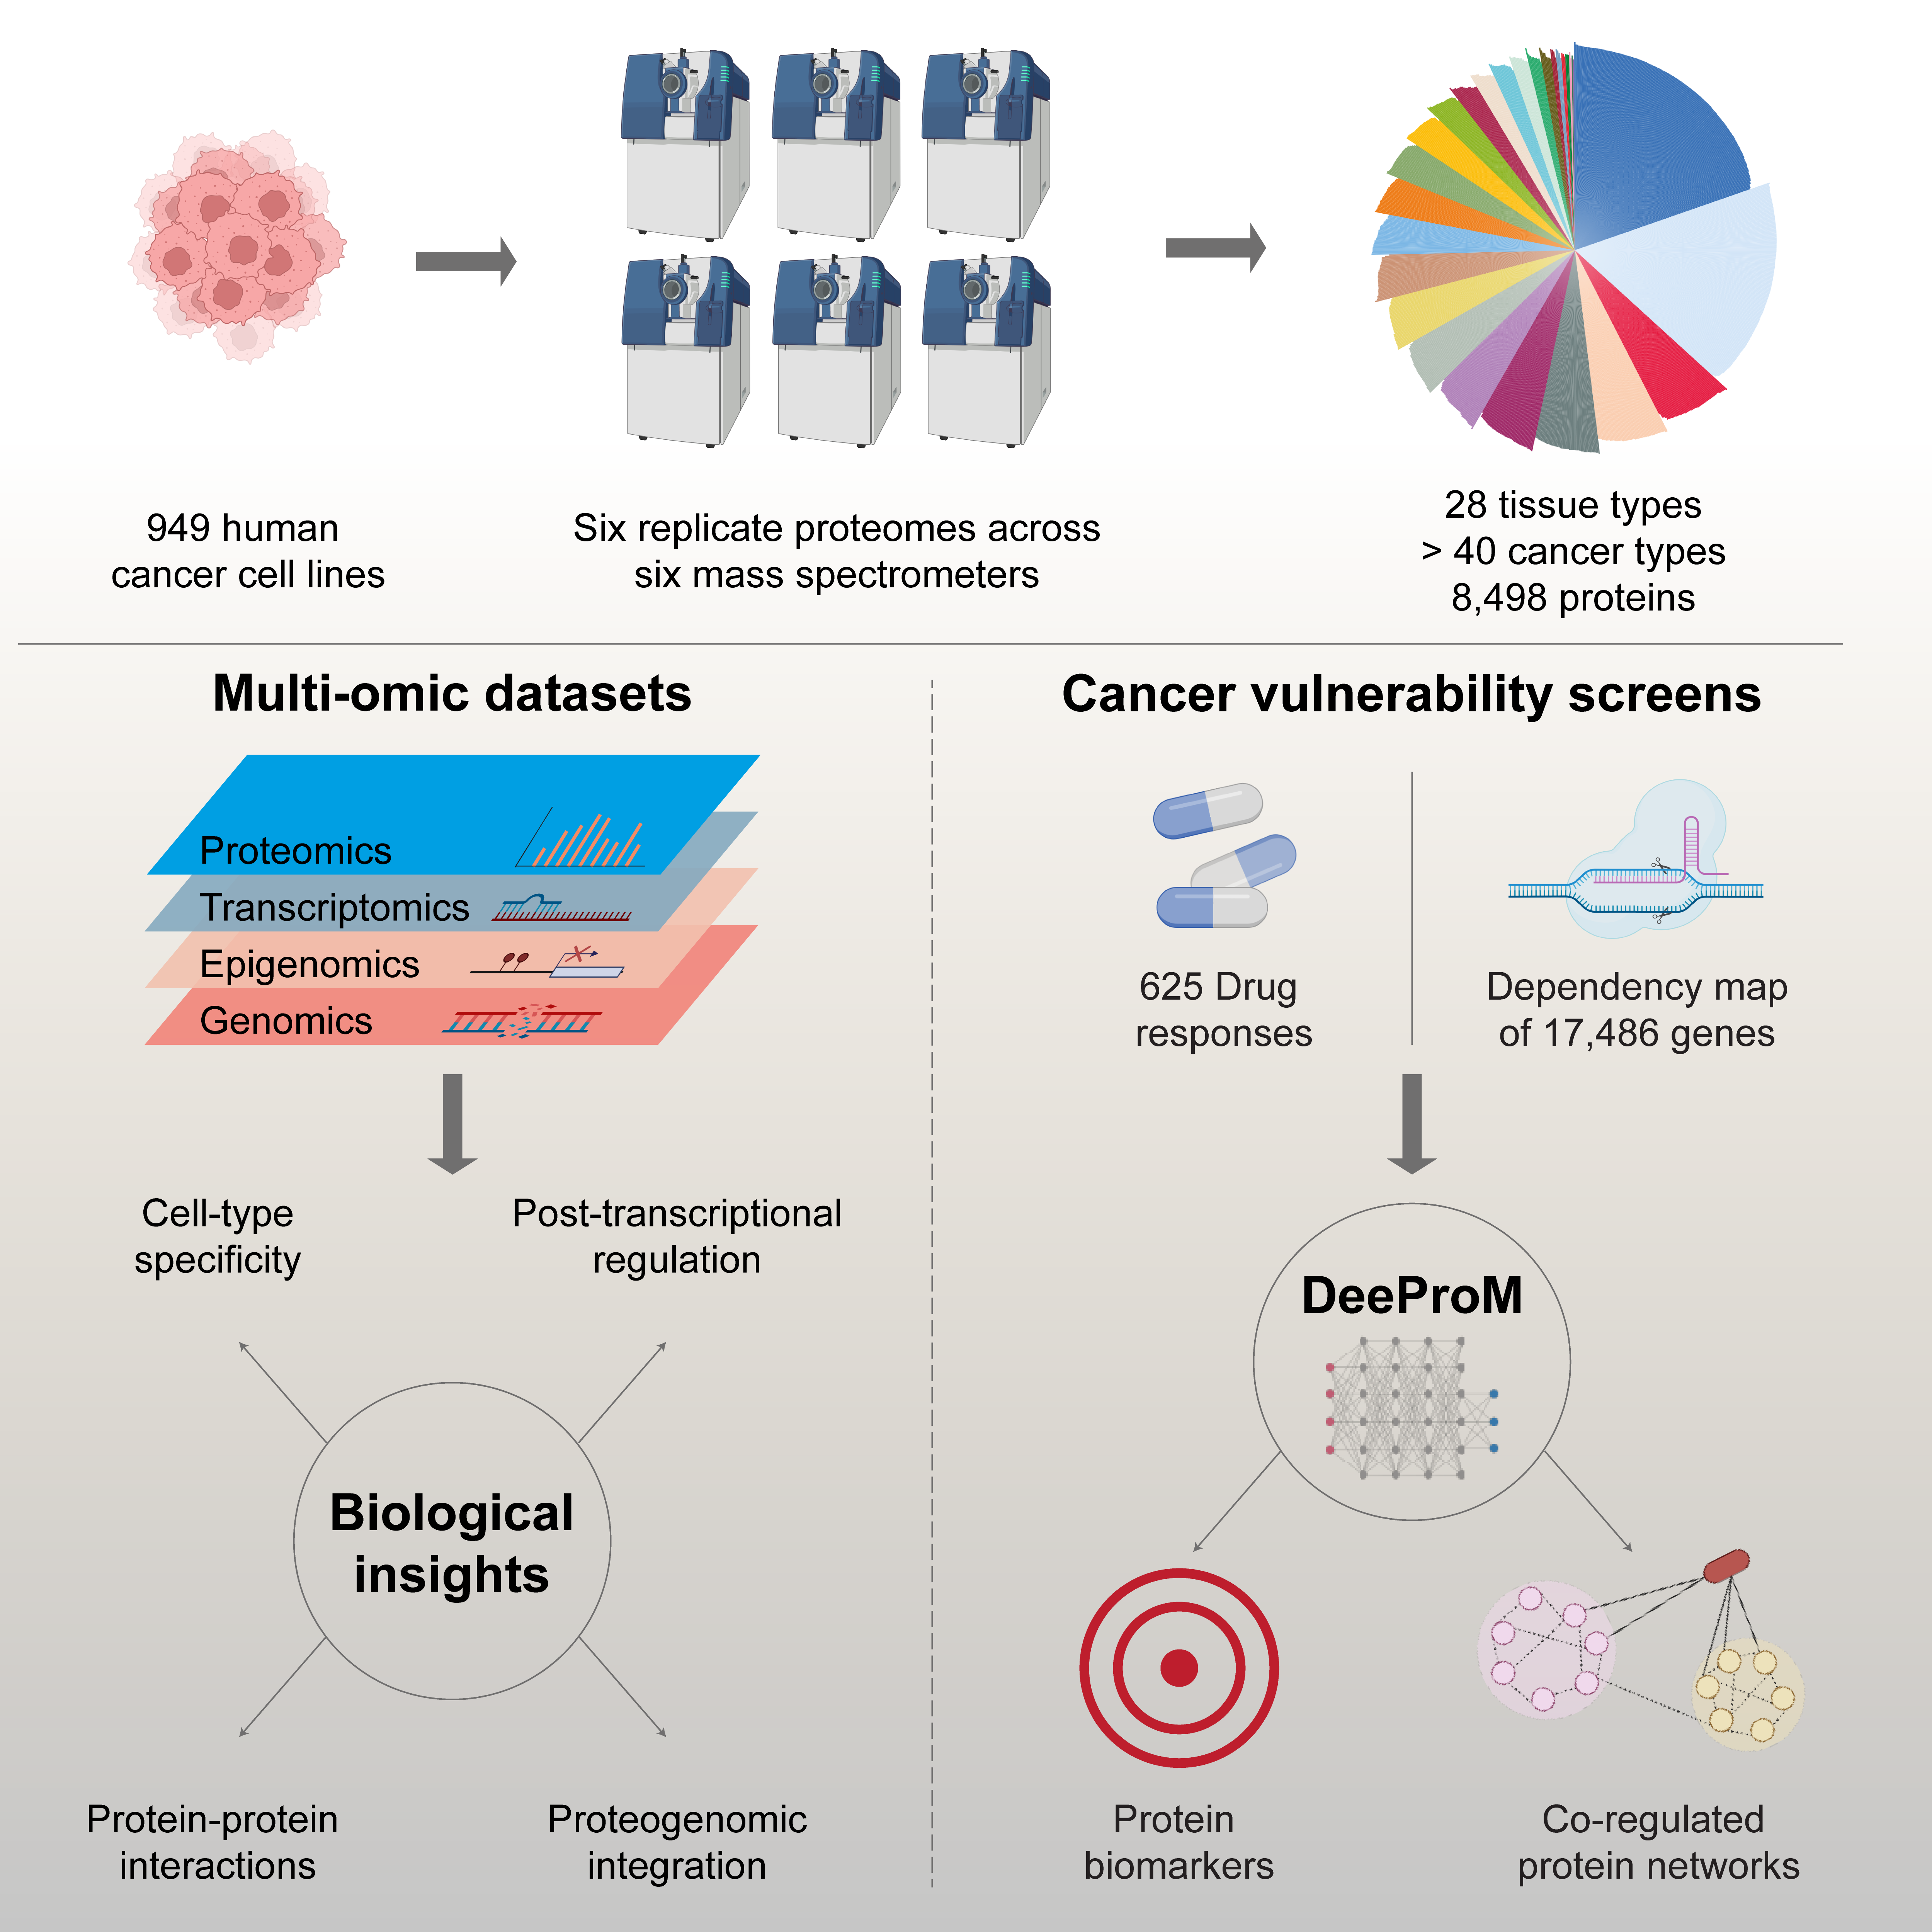 949 human
cancer cell lines
Six replicate proteomes across
six mass spectrometers
28 tissue types
> 40 cancer types
8,498 proteins
Multi-omic datasets
Proteomics
Transcriptomics
Epigenomics
Genomics
Cell-type
specificity
Post-transcriptional
regulation
Biological
insights
Protein-protein
interactions
Proteogenomic
integration
Cancer vulnerability screens
625 Drug
responses
Dependency map
of 17,486 genes
DeeProM
Protein
biomarkers
Co-regulated
protein networks